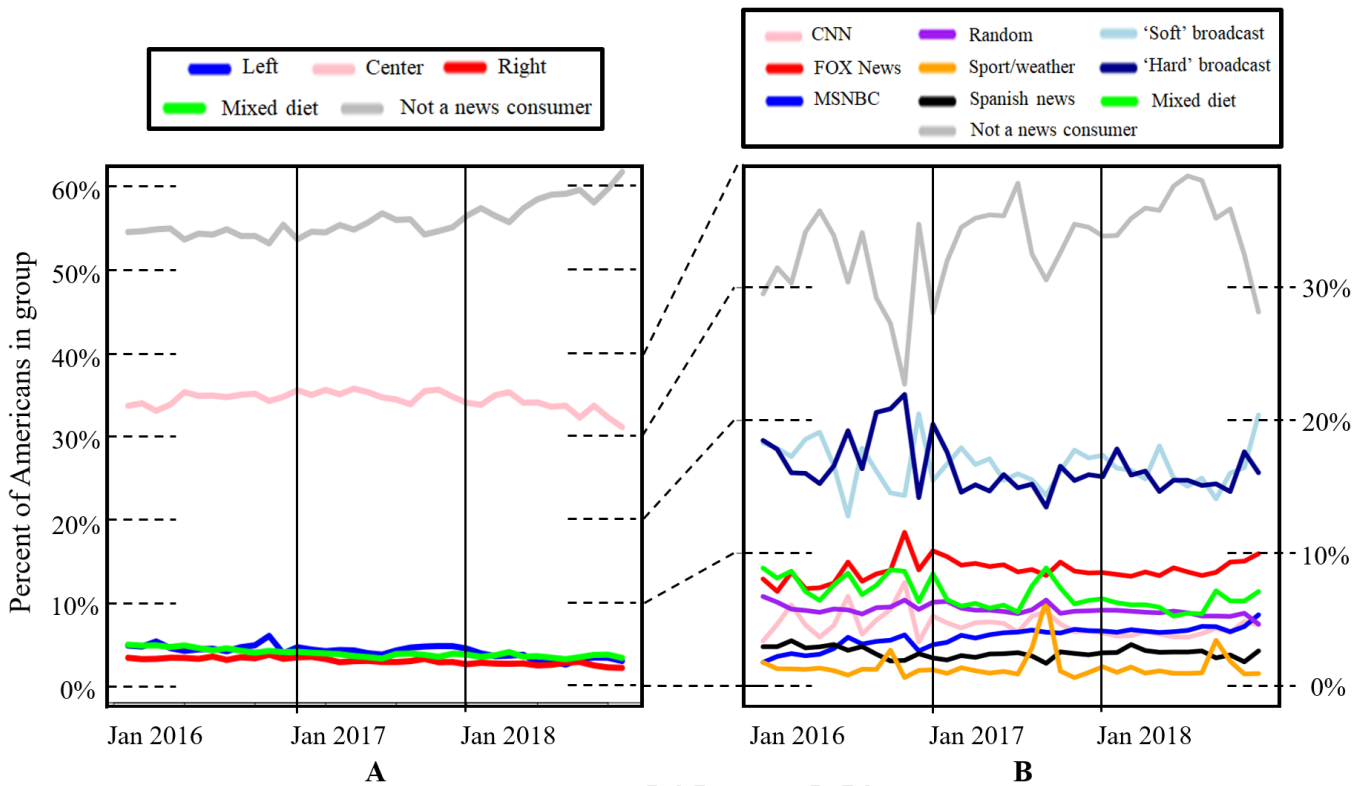 Left Center Right
Mixed diet Not a news consumer
CNN Random ‘Soft’ broadcast
FOX News Sport/weather ‘Hard’ broadcast
MSNBC Spanish news Mixed diet
Not a news consumer
Percent of Americans in group
60%
50%
40%
30%
20%
10%
0%
Jan 2016 Jan 2017 Jan 2018
A
30%
20%
10%
0%
Jan 2016 Jan 2017 Jan 2018
B